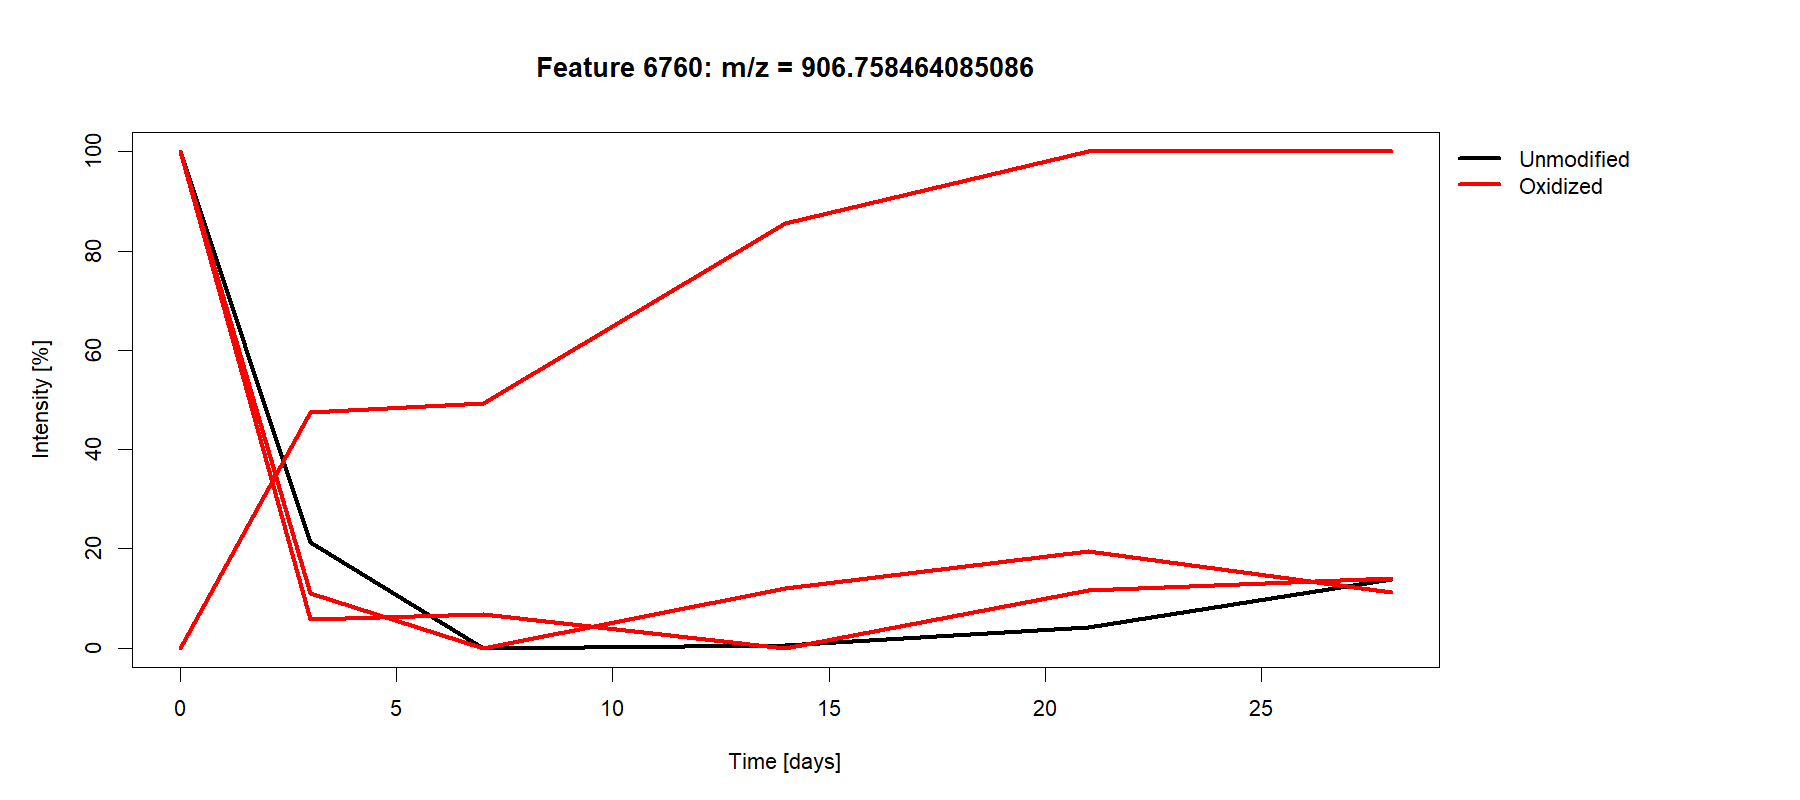 Feature 6760: m/z = 906.758464085086
100
80
60
40
20
0
Intensity [%]
0 5 10 15 20 25
Time [days]
Unmodified
Oxidized